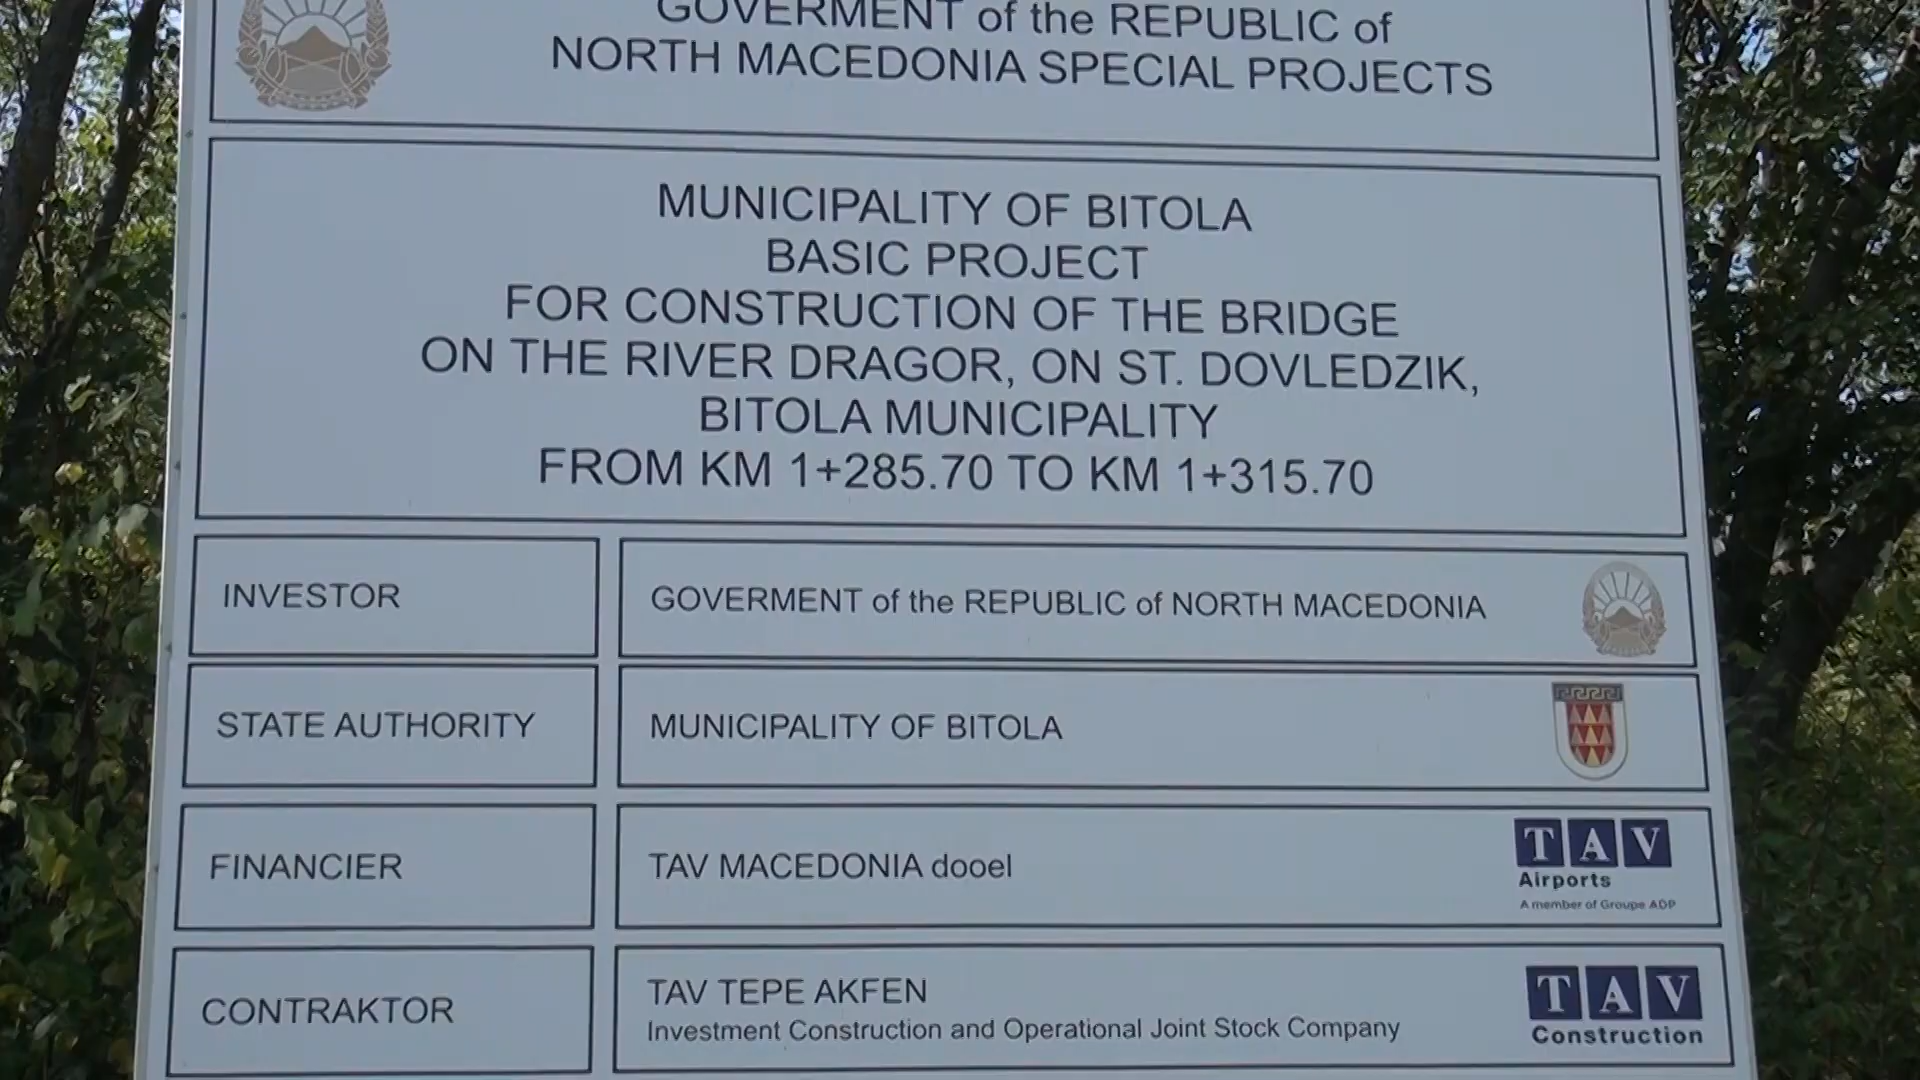 GOVERMENT of the REPUBLIC of
NORTH MACEDONIA SPECIAL PROJECTS
MUNICIPALITY OF BITOLA
BASIC PROJECT
FOR CONSTRUCTION OF THE BRIDGE
ON THE RIVER DRAGOR, ON ST. DOVLEDZIK,
BITOLA MUNICIPALITY
FROM KM 1+285.70 TO KM 1+315.70
INVESTOR
GOVERMENT of the REPUBLIC of NORTH MACEDONIA
STATE AUTHORITY
MUNICIPALITY OF BITOLA
FINANCIER
TAV MACEDONIA dooel
TAV
Airports
A member of Groupe ADP
CONTRAKTOR
TAV TEPE AKFEN
Investment Construction and Operational Joint Stock Company
TAV
Construction